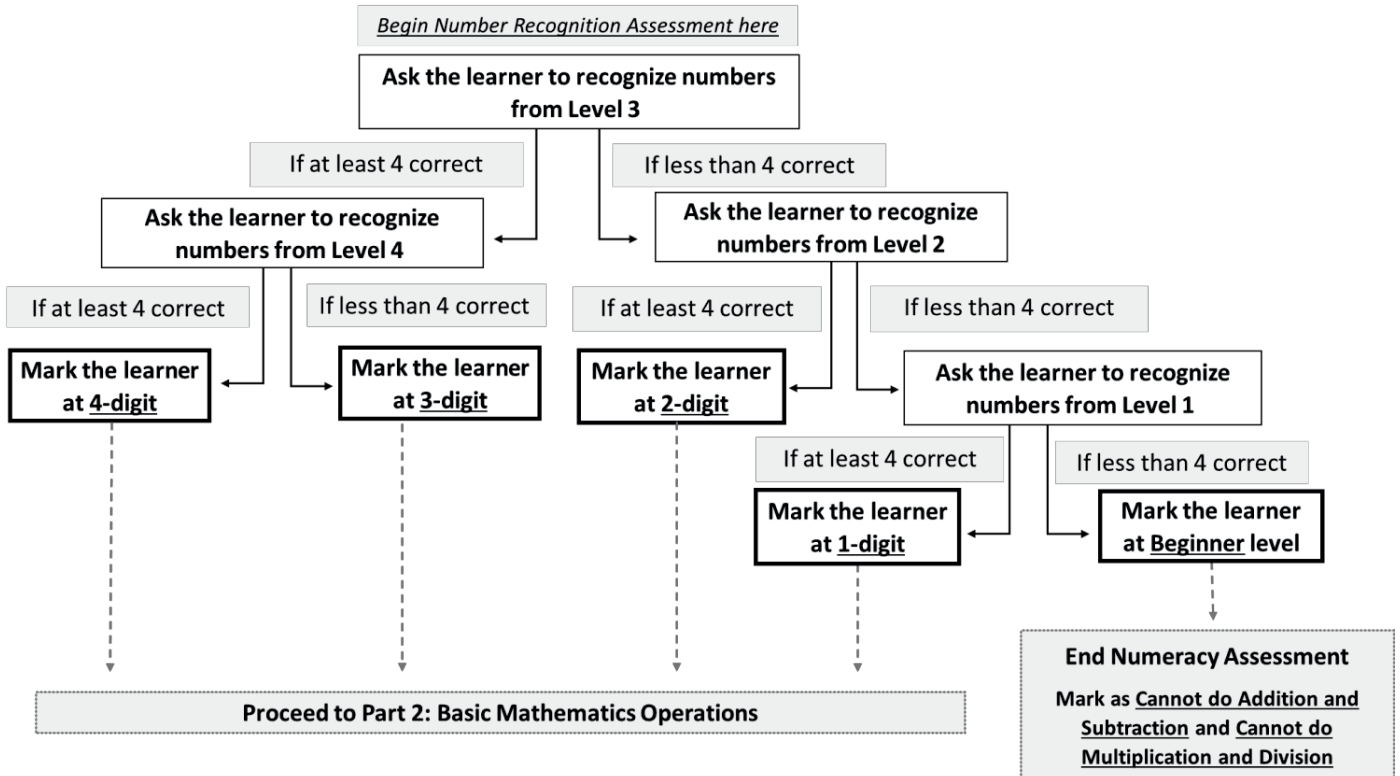 Begin Number Recognition Assessment here
Ask the learner to recognize numbers
from Level 3
If at least 4 correct
If less than 4 correct
Ask the learner to recognize
numbers from Level 4
Ask the learner to recognize
numbers from Level 2
If at least 4 correct
If less than 4 correct
If at least 4 correct
If less than 4 correct
Mark the learner
at 4-digit
Mark the learner
at 3-digit
Mark the learner
at 2-digit
Ask the learner to recognize
numbers from Level 1
If at least 4 correct
If less than 4 correct
Mark the learner
at 1-digit
Mark the learner
at Beginner level
Proceed to Part 2: Basic Mathematics Operations
End Numeracy Assessment
Mark as Cannot do Addition and
Subtraction and Cannot do
Multiplication and Division